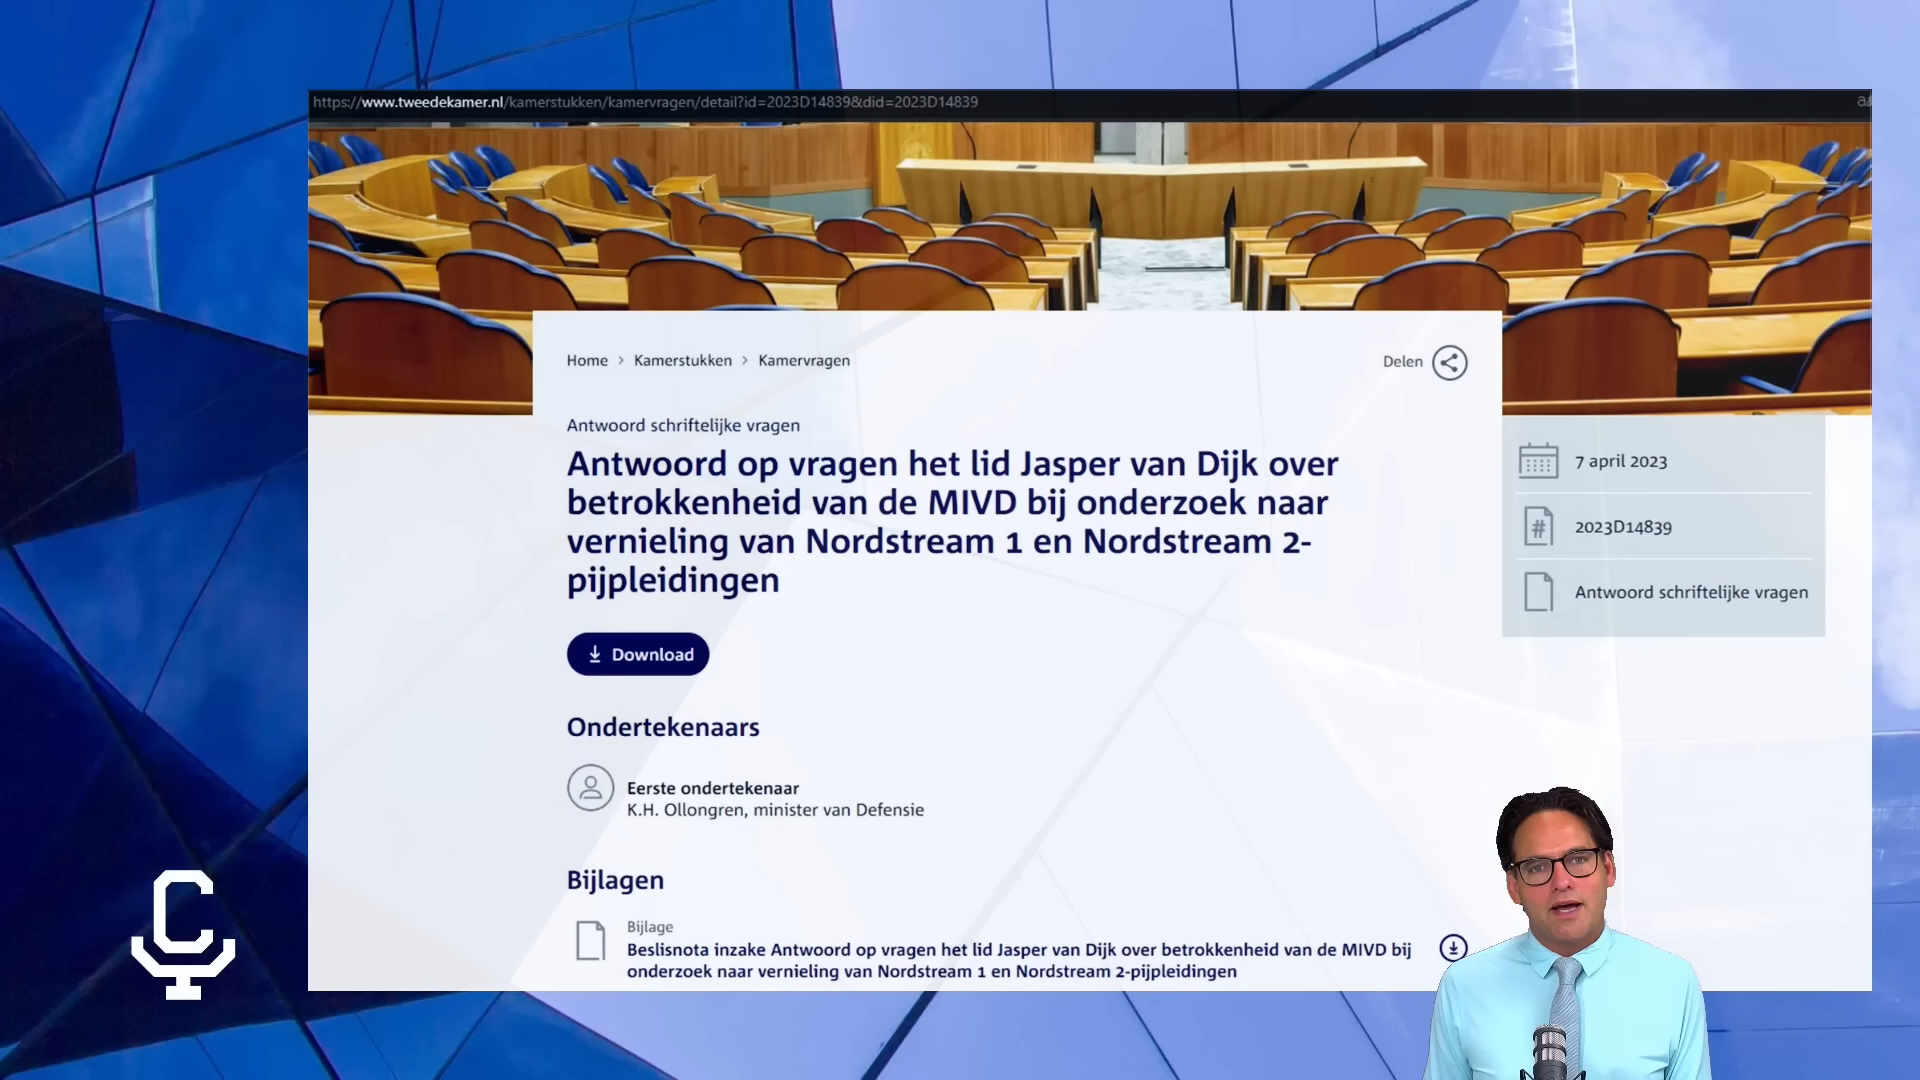 https://www.tweedekamer.nl/kamerstukken/kamervragen/detail?id=2023D14839&did=2023D14839
Home > Kamerstukken > Kamervragen
Delen
Antwoord schriftelijke vragen
Antwoord op vragen het lid Jasper van Dijk over
betrokkenheid van de MIVD bij onderzoek naar
vernieling van Nordstream 1 en Nordstream 2-
pijpleidingen
7 april 2023
2023D14839
Antwoord schriftelijke vragen
Download
Ondertekenaars
Eerste ondertekenaar
K.H. Ollongren, minister van Defensie
Bijlagen
Bijlage
Beslisnota inzake Antwoord op vragen het lid Jasper van Dijk over betrokkenheid van de MIVD bij
onderzoek naar vernieling van Nordstream 1 en Nordstream 2-pijpleidingen